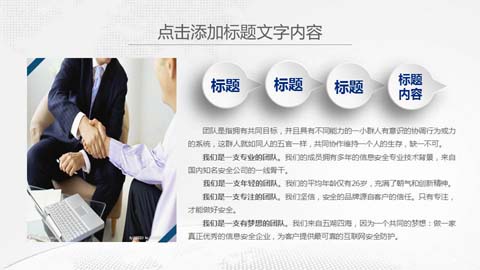 点击添加标题文字内容
标题
标题
标题
标题
内容
团队是指拥有共同目标，并且具有不同能力的一小群人有意识的协调行为或力
的系统，这群人就如同人的五官一样，共同协作维持一个人的生存，缺一不可。
我们是一支专业的团队。我们的成员拥有多年的信息安全专业技术背景，来自
国内知名安全公司的一线骨干。
我们是一支年轻的团队。我们的平均年龄仅有26岁，充满了朝气和创新精神。
我们是一支专注的团队。我们坚信，安全的品牌源自客户的信任。只有专注，
才能做好安全。
我们是一支有梦想的团队。我们来自五湖四海，因为一个共同的梦想：做一家
真正优秀的信息安全企业，为客户提供最可靠的互联网安全防护。